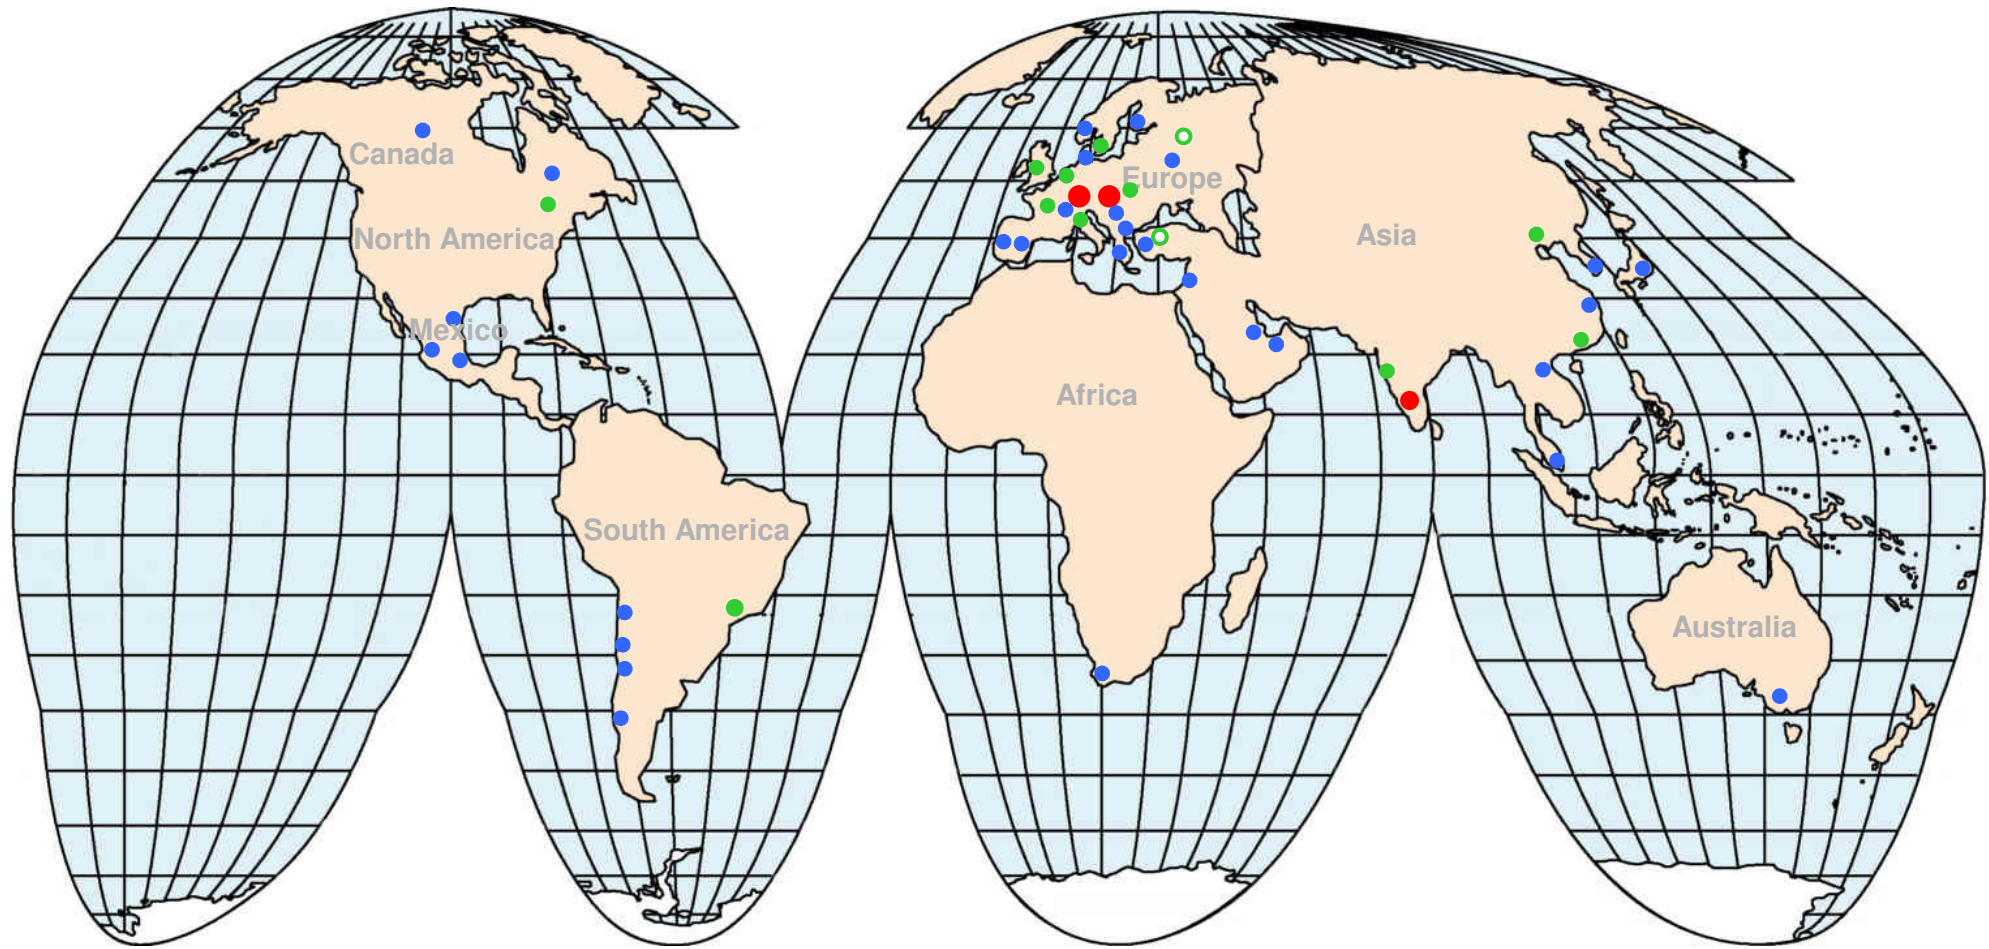 Canada
Europe
North America
Asia
Mexico
Africa
South America
Australia